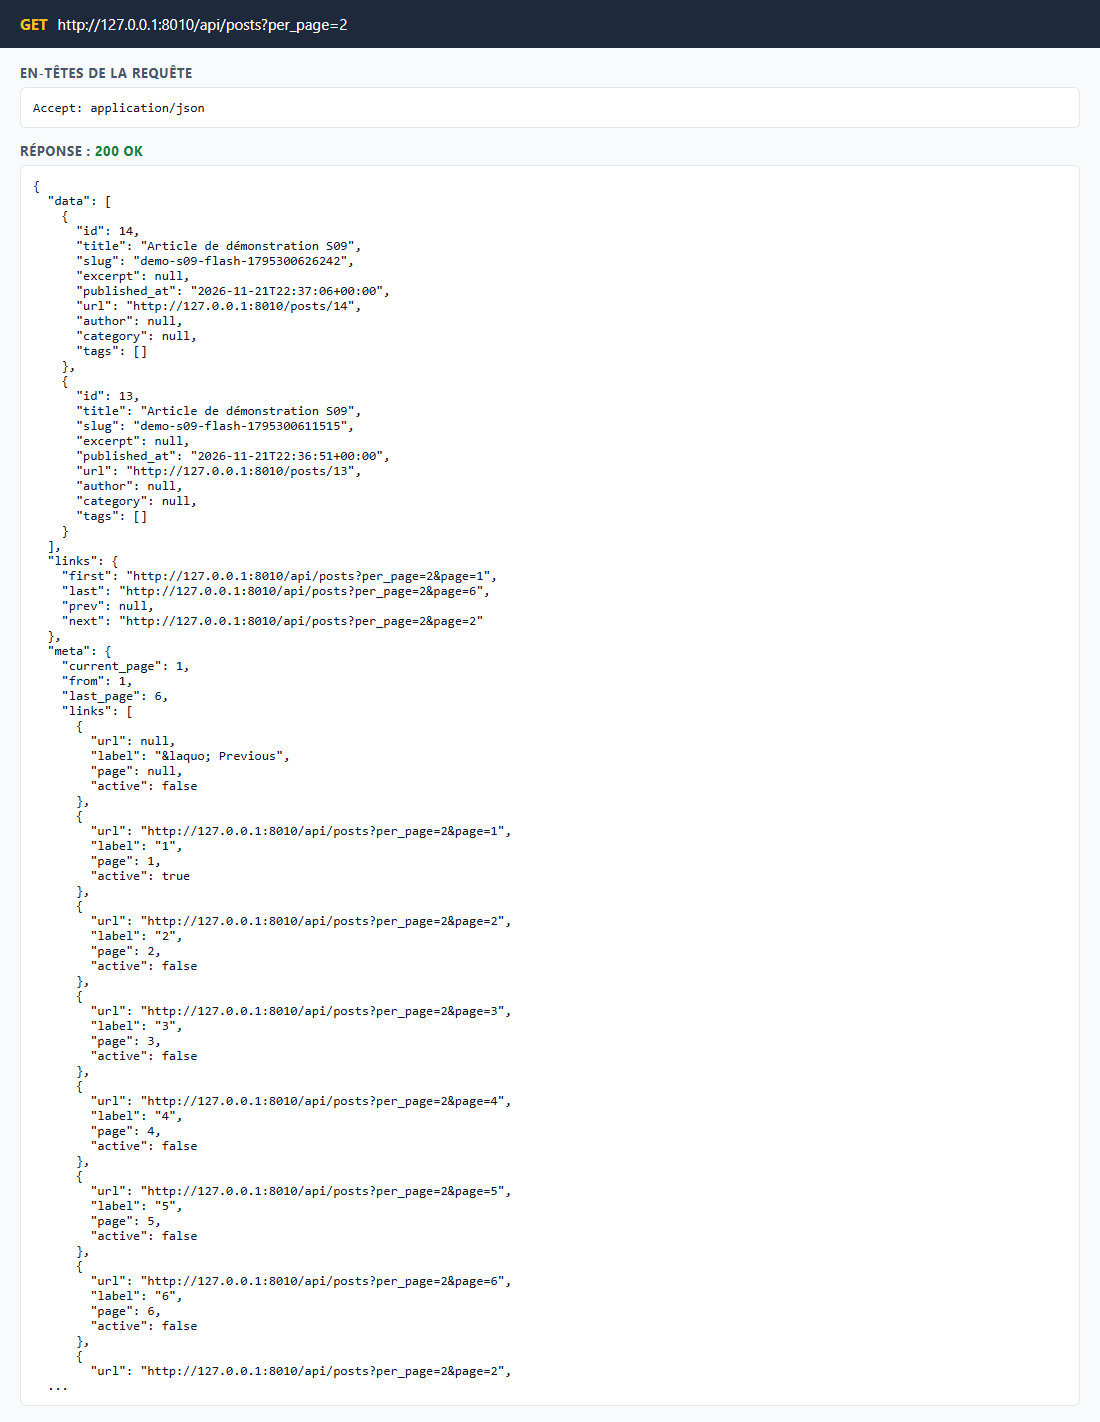 GET http://127.0.0.1:8010/api/posts?per_page=2
EN-TÊTES DE LA REQUÊTE
Accept: application/json
RÉPONSE : 200 OK
{
  "data": [
    {
      "id": 14,
      "title": "Article de démonstration S09",
      "slug": "demo-s09-flash-1795300626242",
      "excerpt": null,
      "published_at": "2026-11-21T22:37:06+00:00",
      "url": "http://127.0.0.1:8010/posts/14",
      "author": null,
      "category": null,
      "tags": []
    },
    {
      "id": 13,
      "title": "Article de démonstration S09",
      "slug": "demo-s09-flash-1795300611515",
      "excerpt": null,
      "published_at": "2026-11-21T22:36:51+00:00",
      "url": "http://127.0.0.1:8010/posts/13",
      "author": null,
      "category": null,
      "tags": []
    }
  ],
  "links": {
    "first": "http://127.0.0.1:8010/api/posts?per_page=2&page=1",
    "last": "http://127.0.0.1:8010/api/posts?per_page=2&page=6",
    "prev": null,
    "next": "http://127.0.0.1:8010/api/posts?per_page=2&page=2"
  },
  "meta": {
    "current_page": 1,
    "from": 1,
    "last_page": 6,
    "links": [
      {
        "url": null,
        "label": "&laquo; Previous",
        "page": null,
        "active": false
      },
      {
        "url": "http://127.0.0.1:8010/api/posts?per_page=2&page=1",
        "label": "1",
        "page": 1,
        "active": true
      },
      {
        "url": "http://127.0.0.1:8010/api/posts?per_page=2&page=2",
        "label": "2",
        "page": 2,
        "active": false
      },
      {
        "url": "http://127.0.0.1:8010/api/posts?per_page=2&page=3",
        "label": "3",
        "page": 3,
        "active": false
      },
      {
        "url": "http://127.0.0.1:8010/api/posts?per_page=2&page=4",
        "label": "4",
        "page": 4,
        "active": false
      },
      {
        "url": "http://127.0.0.1:8010/api/posts?per_page=2&page=5",
        "label": "5",
        "page": 5,
        "active": false
      },
      {
        "url": "http://127.0.0.1:8010/api/posts?per_page=2&page=6",
        "label": "6",
        "page": 6,
        "active": false
      },
      {
        "url": "http://127.0.0.1:8010/api/posts?per_page=2&page=2",
  ...